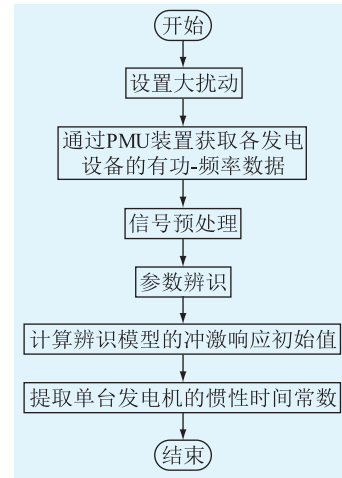 开始
设置大扰动
通过PMU装置获取各发电
设备的有功-频率数据
信号预处理
参数辨识
计算辨识模型的冲激响应初始值
提取单台发电机的惯性时间常数
结束